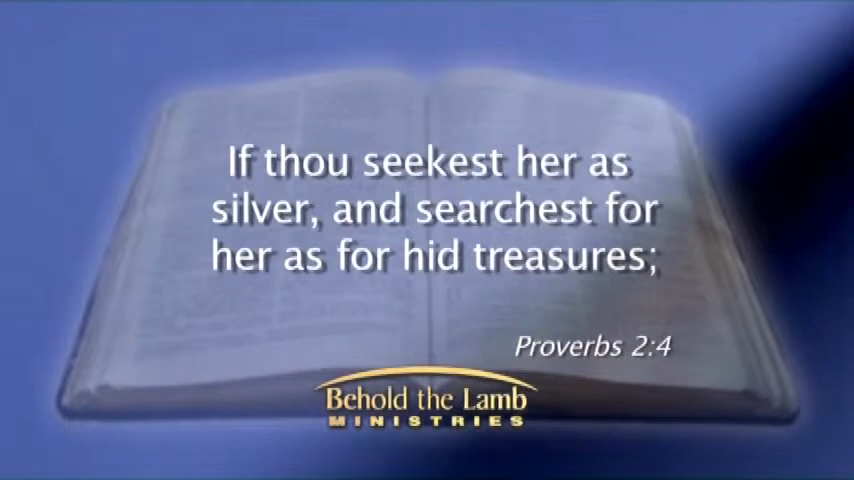 If thou seekest her as
silver, and searchest for
her as for hid treasures;
Proverbs 2:4
Behold the Lamb
MINISTRIES